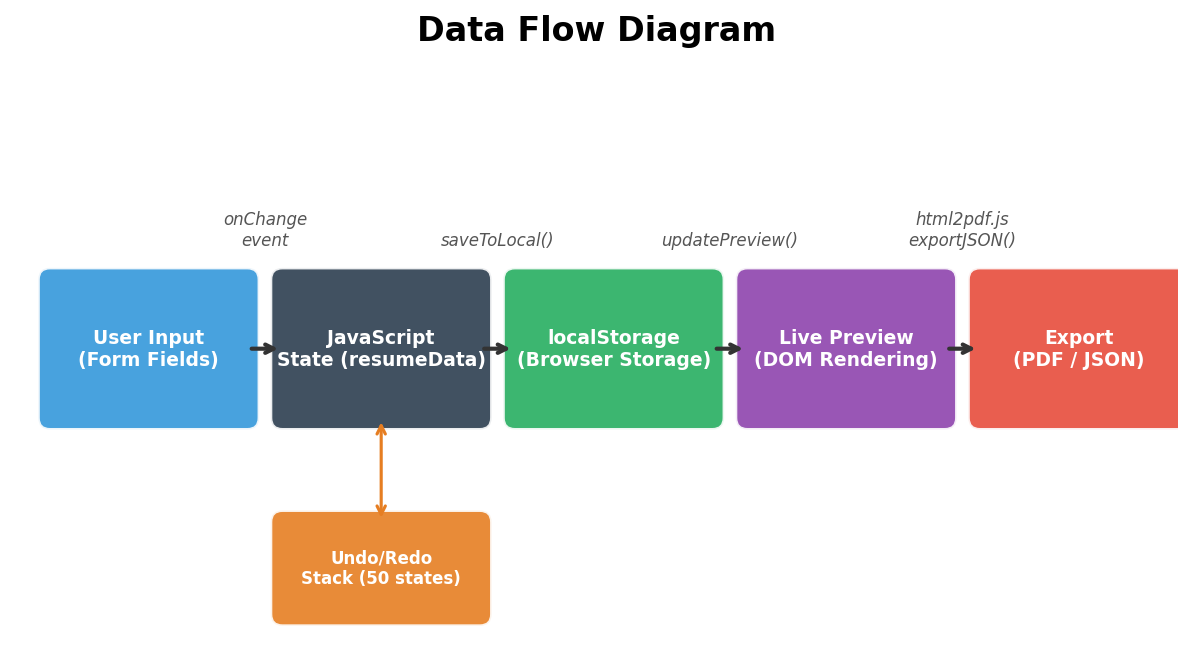 Data Flow Diagram
onChange
event
saveToLocal()
updatePreview()
html2pdf.js
exportJSON()
User Input
(Form Fields)
JavaScript
State (resumeData)
localStorage
(Browser Storage)
Live Preview
(DOM Rendering)
Export
(PDF / JSON)
Undo/Redo
Stack (50 states)